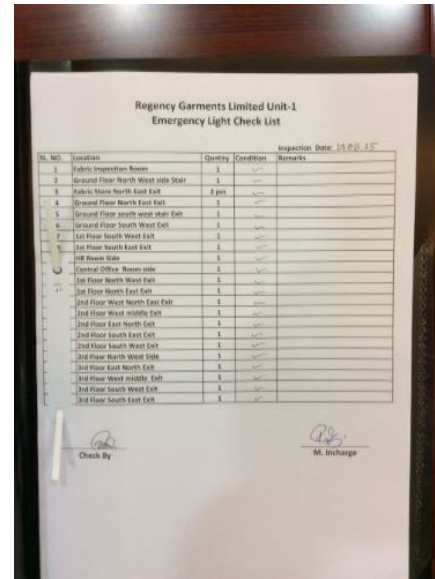 Regency Garments Limited Unit-1
Emergency Light Check List
Inspection Date:
SL. NO. Location Quntity Condition Remarks
1 Fabric Inspection Room 1
2 Ground Floor North West side Stair 1
3 Fabric Store North East Exit 2 pcs
4 Ground Floor North East Exit 1
5 Ground Floor south west stair Exit 1
6 Ground Floor South West Exit 1
7 1st Floor South West Exit 1
8 1st Floor South East Exit 1
HR Room Side 1
Central Office Room side 1
1st Floor North West Exit 1
1st Floor North East Exit 1
2nd Floor West North East Exit 1
2nd Floor West middle Exit 1
2nd Floor East North Exit 1
2nd Floor South East Exit 1
2nd Floor South West Exit 1
3rd Floor North West Side 1
3rd Floor East North Exit 1
3rd Floor West middle Exit 1
3rd Floor South West Exit 1
3rd Floor South East Exit 1
Check By
M. Incharge